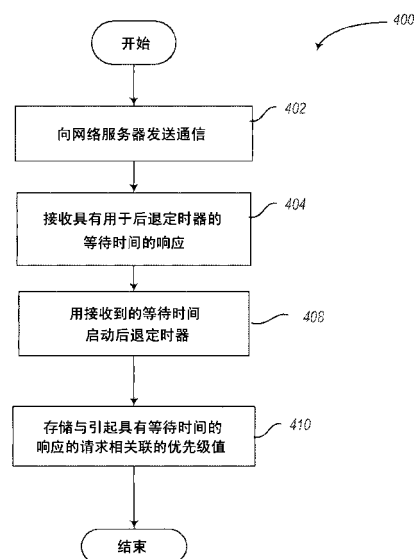 开始
400
向网络服务器发送通信
402
接收具有用于后退定时器的
等待时间的响应
404
用接收到的等待时间
启动后退定时器
408
存储与引起具有等待时间的
响应的请求相关联的优先级值
410
结束